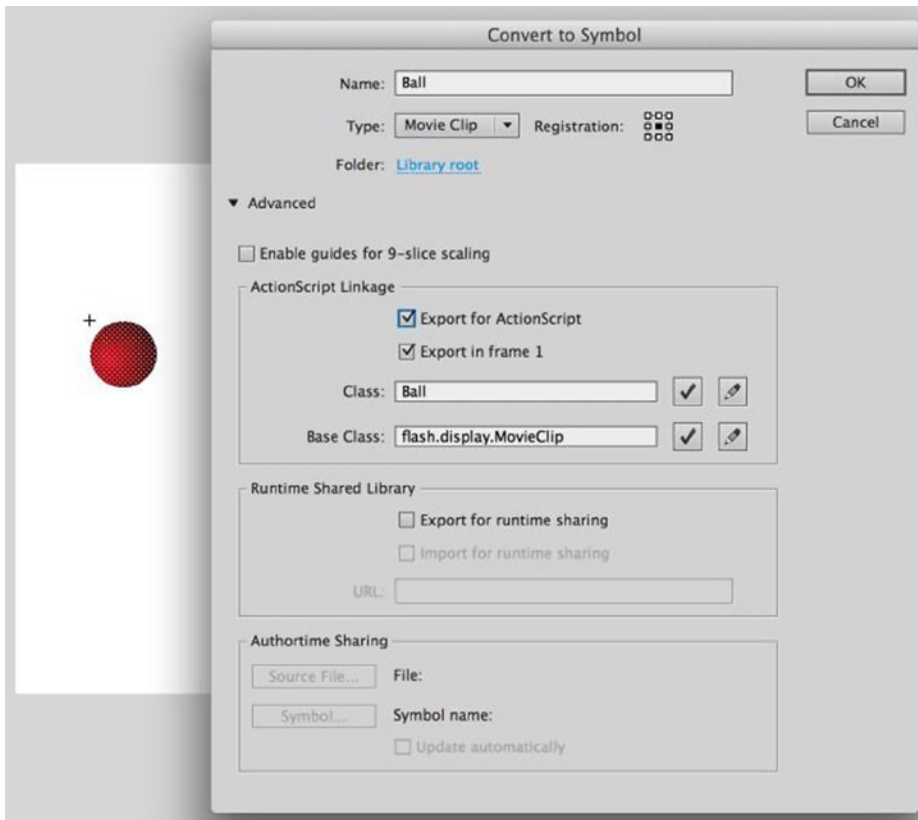 Convert to Symbol
Name: Ball
OK
Type: Movie Clip Registration:
Cancel
Folder: Library root
Advanced
Enable guides for 9-slice scaling
ActionScript Linkage
Export for ActionScript
Export in frame 1
Class: Ball
Base Class: flash.display.MovieClip
Runtime Shared Library
Export for runtime sharing
Import for runtime sharing
URL:
Authortime Sharing
Source File... File:
Symbol... Symbol name:
Update automatically